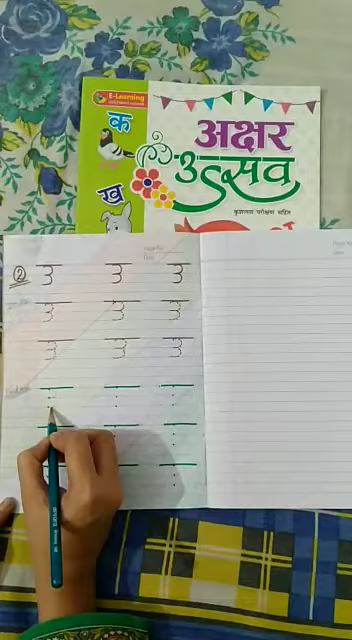 E-Learning
क
अक्षर
उत्सव
ख
② उ उ उ
उ उ उ
उ उ उ